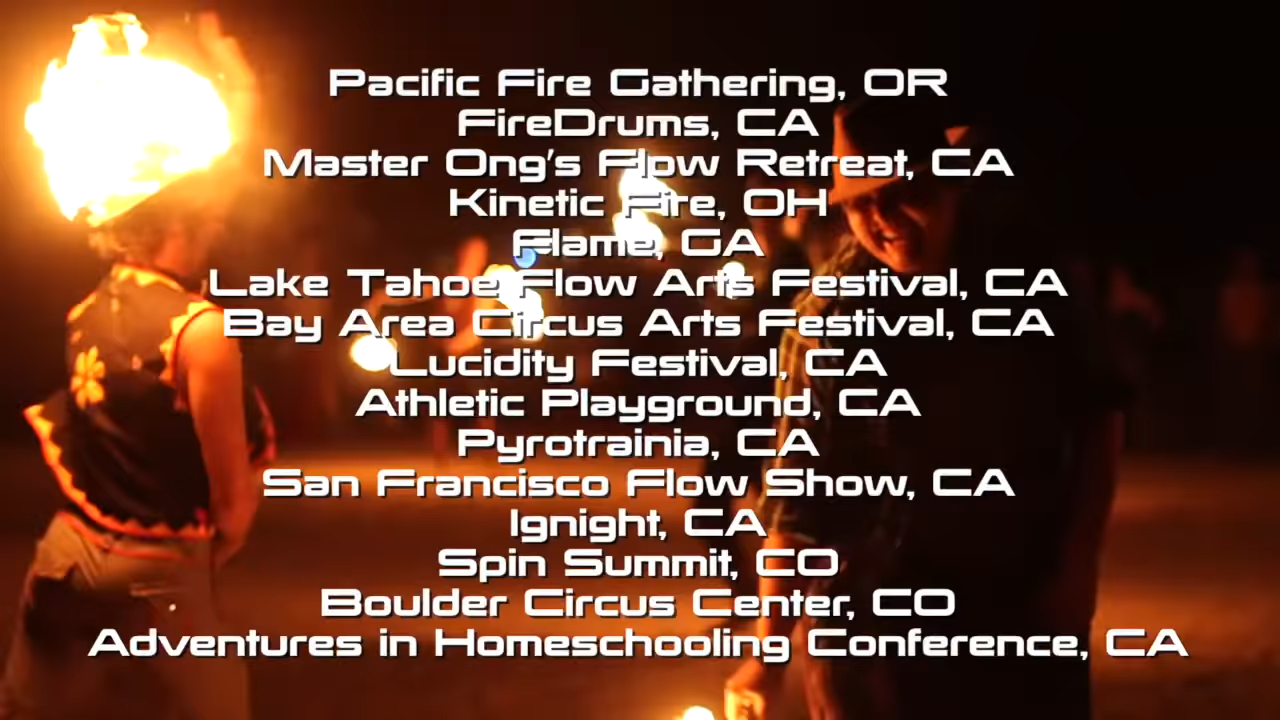 Pacific Fire Gathering, OR
FireDrums, CA
Master Ong's Flow Retreat, CA
Kinetic Fire, OH
Flame, GA
Lake Tahoe Flow Arts Festival, CA
Bay Area Circus Arts Festival, CA
Lucidity Festival, CA
Athletic Playground, CA
Pyrotrainia, CA
San Francisco Flow Show, CA
Ignight, CA
Spin Summit, CO
Boulder Circus Center, CO
Adventures in Homeschooling Conference, CA